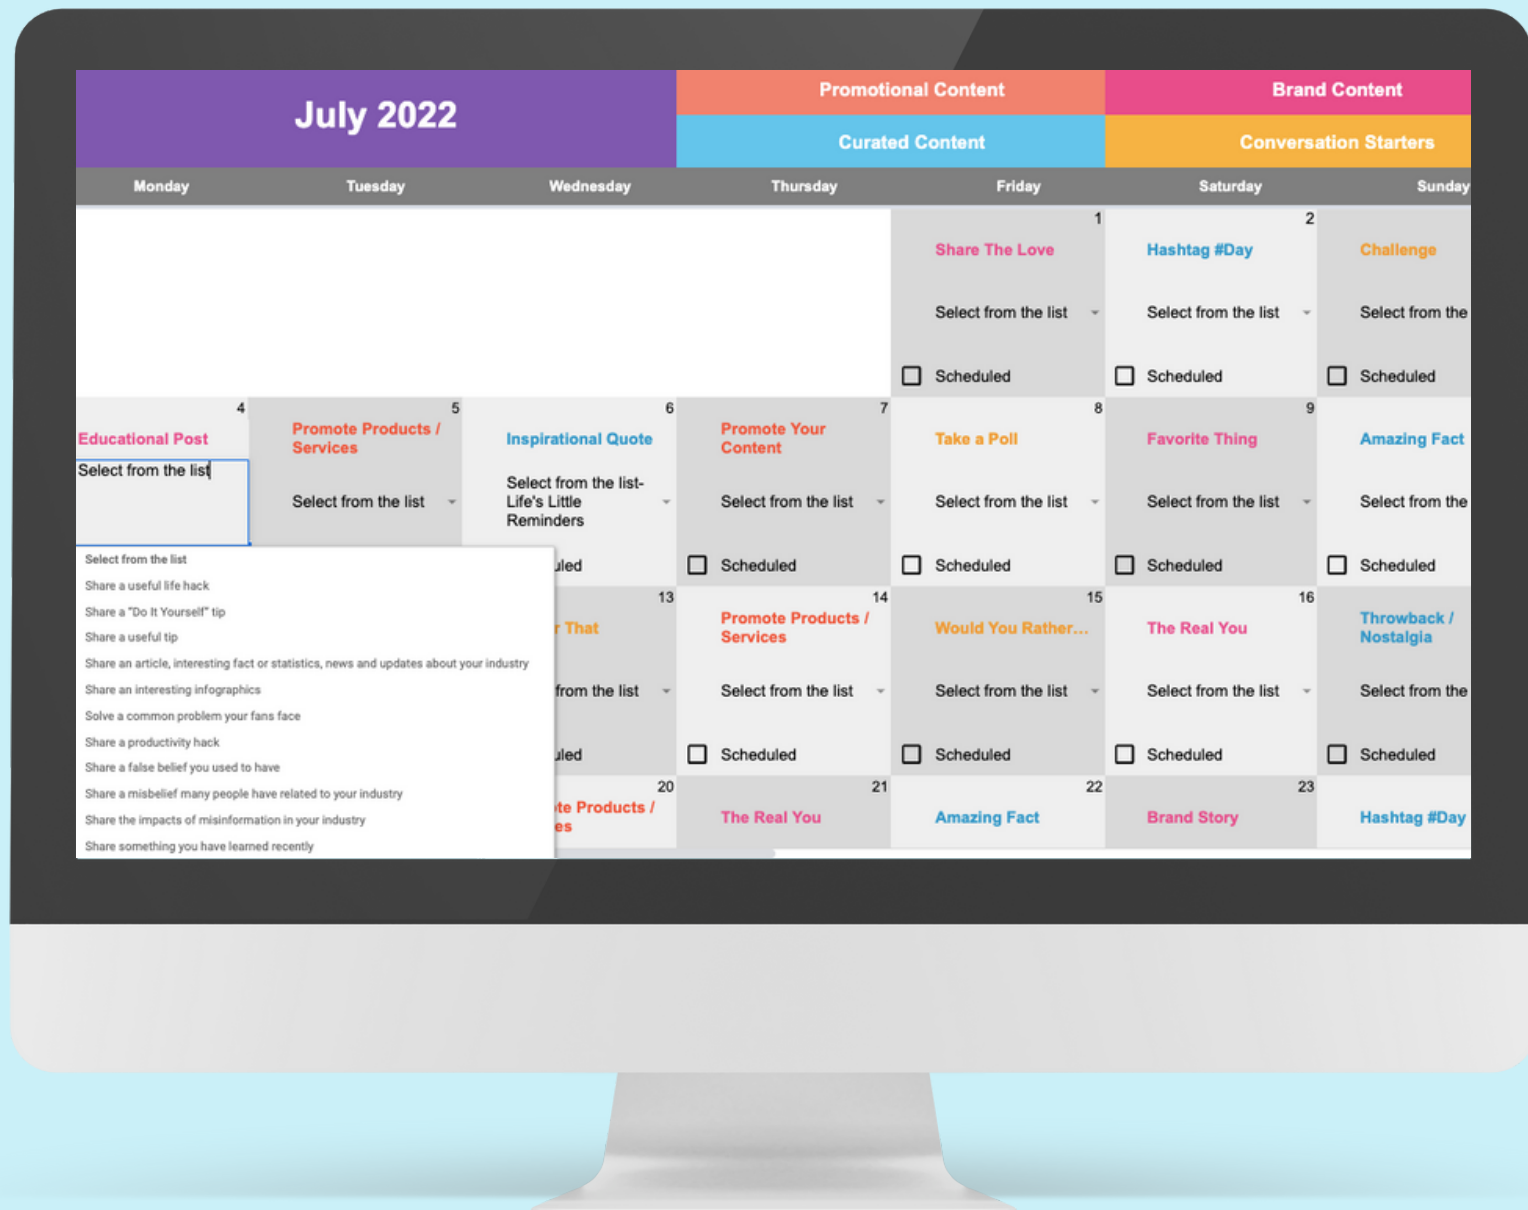 July 2022
Promotional Content
Brand Content
Curated Content
Conversation Starters
Monday
Tuesday
Wednesday
Thursday
Friday
Saturday
Sunday
1
2
Share The Love
Hashtag #Day
Challenge
Select from the list
Select from the list
Select from the
Scheduled
Scheduled
Scheduled
4
5
6
7
8
9
Educational Post
Promote Products /
Services
Inspirational Quote
Promote Your
Content
Take a Poll
Favorite Thing
Amazing Fact
Select from the list
Select from the list
Select from the list-
Life's Little
Reminders
Select from the list
Select from the list
Select from the list
Select from the
Scheduled
Scheduled
Scheduled
Scheduled
Select from the list
Share a useful life hack
Share a "Do It Yourself" tip
Share a useful tip
Share an article, interesting fact or statistics, news and updates about your industry
Share an interesting infographics
Solve a common problem your fans face
Share a productivity hack
Share a false belief you used to have
Share a misbelief many people have related to your industry
Share the impacts of misinformation in your industry
Share something you have learned recently
13
14
15
16
That
Promote Products /
Services
Would You Rather...
The Real You
Throwback /
Nostalgia
from the list
Select from the list
Select from the list
Select from the list
Select from the
Scheduled
Scheduled
Scheduled
Scheduled
20
21
22
23
Products /
The Real You
Amazing Fact
Brand Story
Hashtag #Day